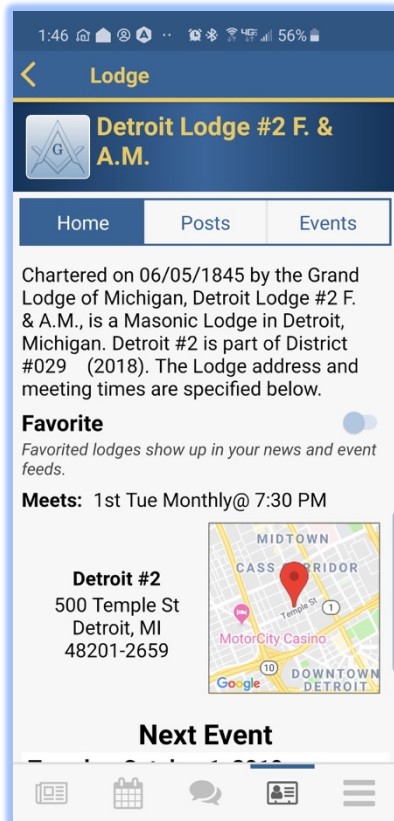 1:46
4G
56%
Lodge
G
Detroit Lodge #2 F. &
A.M.
Home Posts Events
Chartered on 06/05/1845 by the Grand
Lodge of Michigan, Detroit Lodge #2 F.
& A.M., is a Masonic Lodge in Detroit,
Michigan. Detroit #2 is part of District
#029 (2018). The Lodge address and
meeting times are specified below.
Favorite
Favorited lodges show up in your news and event
feeds.
Meets: 1st Tue Monthly@ 7:30 PM
Detroit #2
500 Temple St
Detroit, MI
48201-2659
MIDTOWN
CASS CORRIDOR
Temple St
1
MotorCity Casino
10
DOWNTOWN
DETROIT
Google
Next Event